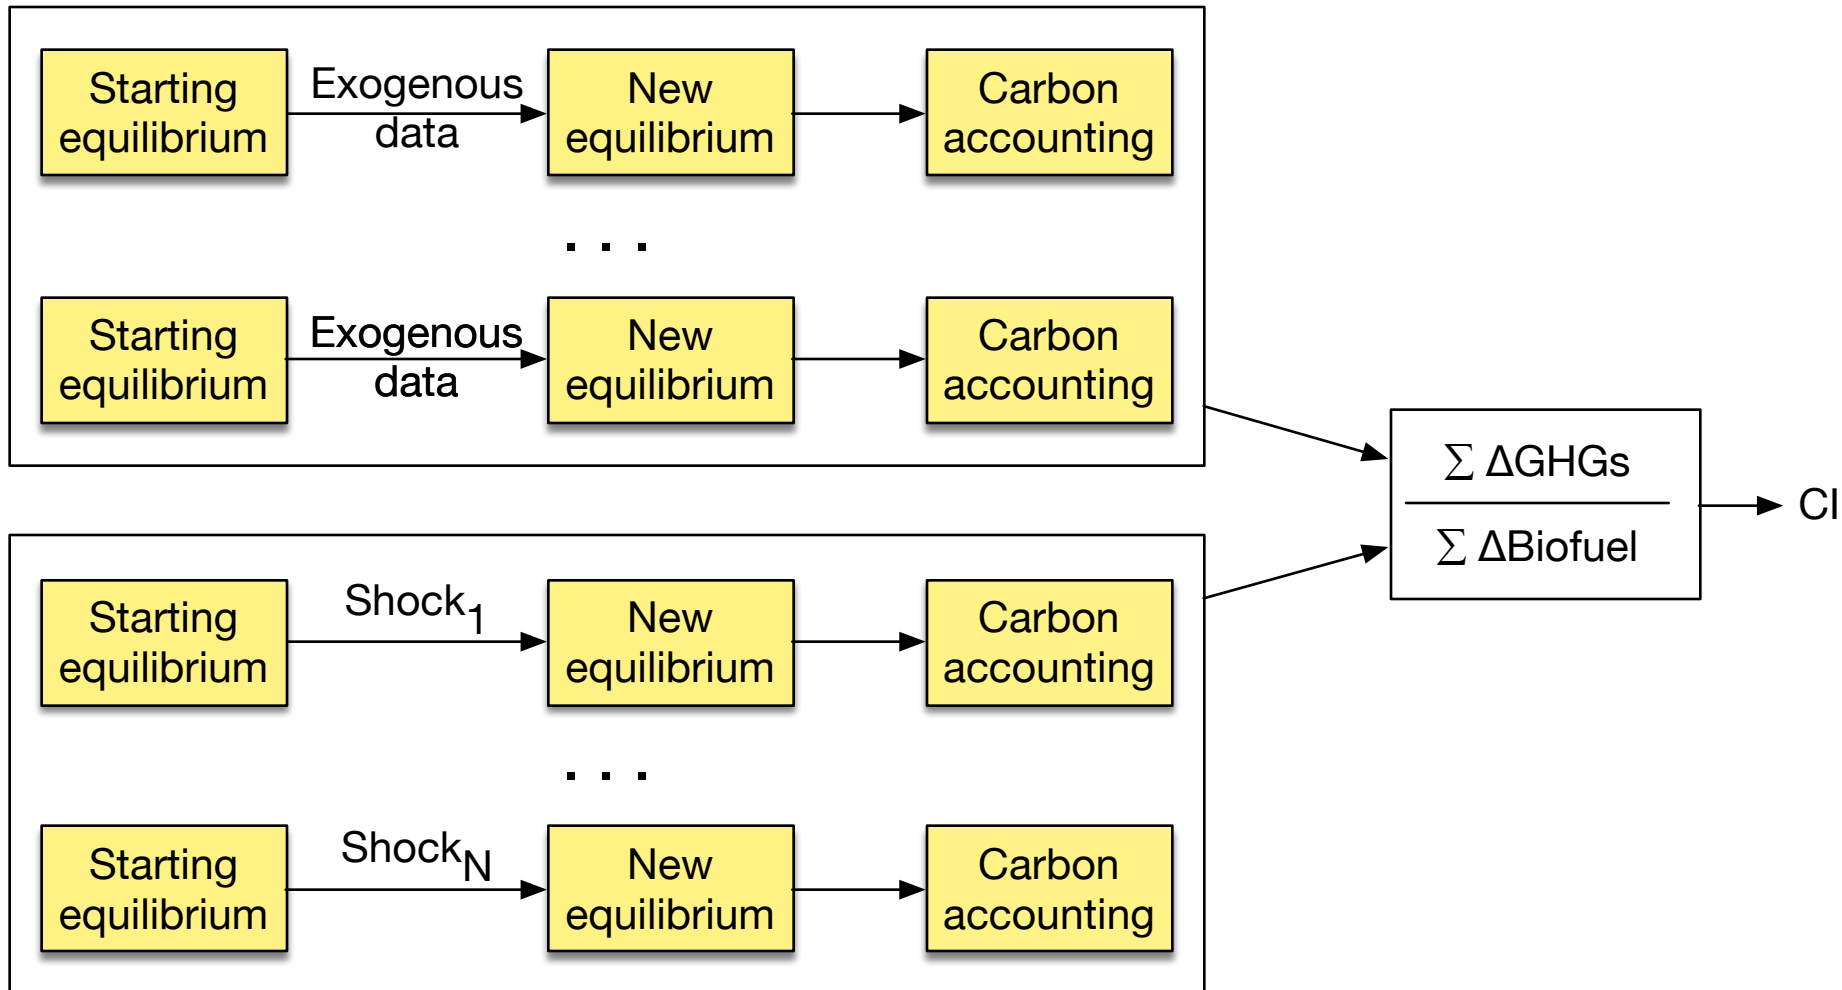 Starting
equilibrium
Exogenous
data
New
equilibrium
Carbon
accounting
. . .
Starting
equilibrium
Exogenous
data
New
equilibrium
Carbon
accounting
Starting
equilibrium
Shock1
New
equilibrium
Carbon
accounting
. . .
Starting
equilibrium
ShockN
New
equilibrium
Carbon
accounting
∑ ΔGHGs
∑ ΔBiofuel
CI